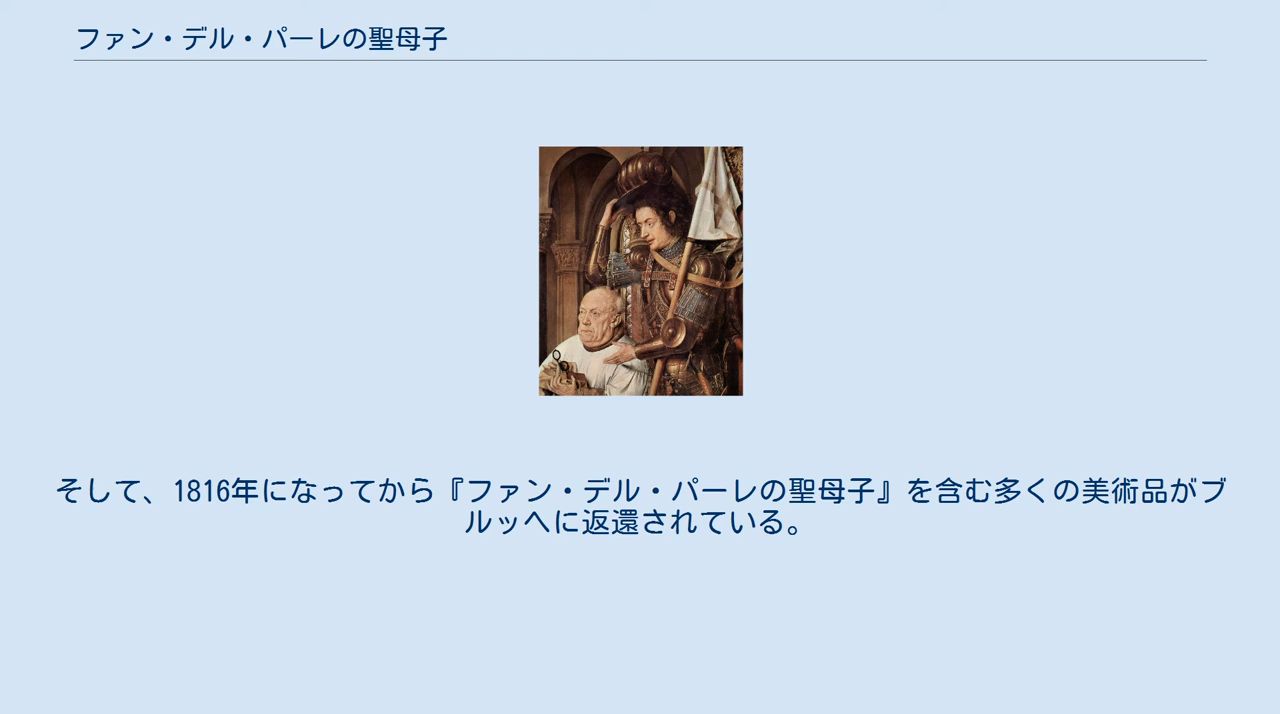 ファン・デル・パーレの聖母子
そして、1816年になってから『ファン・デル・パーレの聖母子』を含む多くの美術品がブ
ルッヘに返還されている。